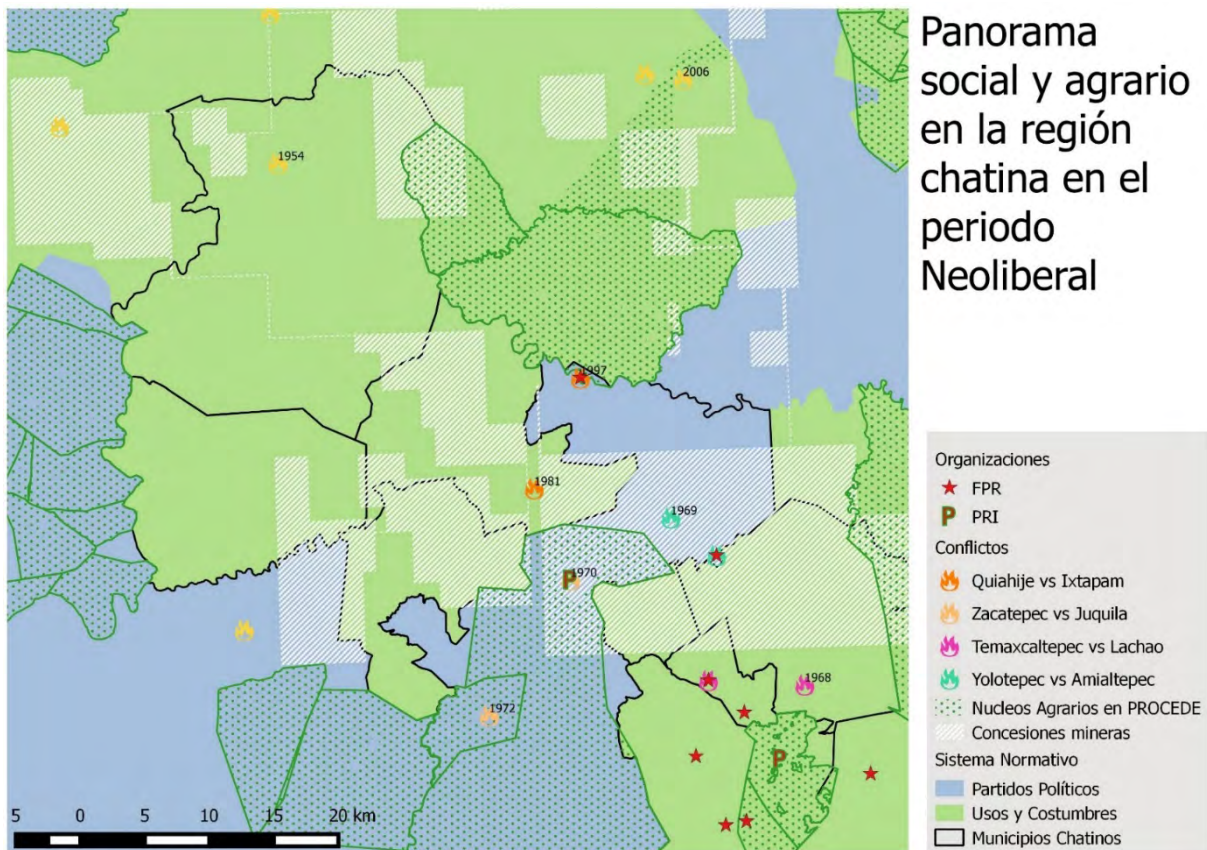 Panorama
social y agrario
en la región
chatina en el
periodo
Neoliberal
2006
1954
1997
1981
1969
1970
1968
1972
5 0 5 10 15 20 km
Organizaciones
FPR
P PRI
Conflictos
Quiahije vs Ixtapam
Zacatepec vs Juquila
Temaxcaltepec vs Lachao
Yolotepec vs Amialtepec
Nucleos Agrarios en PROCEDE
Concesiones mineras
Sistema Normativo
Partidos Políticos
Usos y Costumbres
Municipios Chatinos
P
P